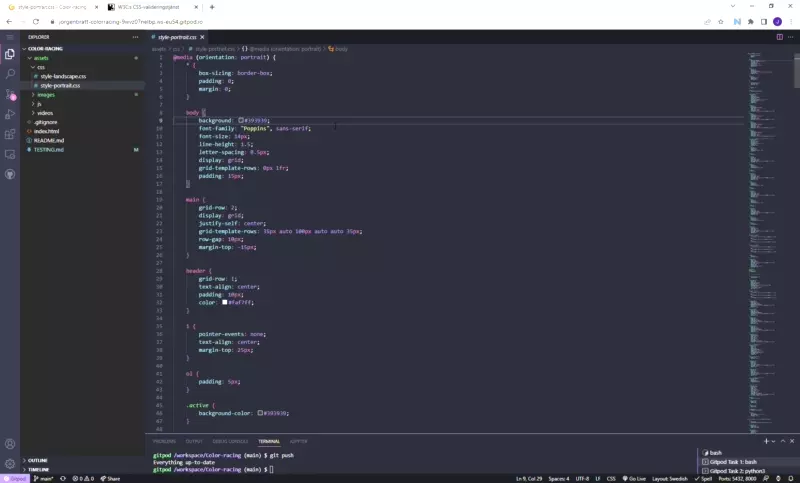 style-portrait.css - color-racing
W3C:s CSS-valideringstjänst
EXPLORER
COLOR-RACING
assets
css
style-landscape.css
style-portrait.css
images
js
videos
.gitignore
index.html
README.md
TESTING.md M
OUTLINE
TIMELINE
style-portrait.css
assets > css > style-portrait.css > {} @media (orientation: portrait) > body
1 @media (orientation: portrait) {
2 * {
3 box-sizing: border-box;
4 padding: 0;
5 margin: 0;
6 }
7
8 body {
9 background: #393939;
10 font-family: "Poppins", sans-serif;
11 font-size: 14px;
12 line-height: 1.5;
13 letter-spacing: 0.5px;
14 display: grid;
15 grid-template-rows: 0px 1fr;
16 padding: 15px;
17 }
18
19 main {
20 grid-row: 2;
21 display: grid;
22 justify-self: center;
23 grid-template-rows: 35px auto 500px auto auto 35px;
24 row-gap: 10px;
25 margin-top: -15px;
26 }
27
28 header {
29 grid-row: 1;
30 text-align: center;
31 padding: 10px;
32 color: #faf7ff;
33 }
34
35 i {
36 pointer-events: none;
37 text-align: center;
38 margin-top: 25px;
39 }
40
41 ol {
42 padding: 5px;
43 }
44
45 .active {
46 background-color: #393939;
47 }
48
PROBLEMS OUTPUT DEBUG CONSOLE TERMINAL JUPYTER
gitpod /workspace/Color-racing (main) $ git push
Everything up-to-date
gitpod /workspace/Color-racing (main) $
bash
Gitpod Task 1: bash
Gitpod Task 2: python3
Gitpod main* 0 0 Share
Ln 9, Col 29 Spaces: 4 UTF-8 LF CSS Go Live Layout: Swedish Spell Ports: 5432, 8000